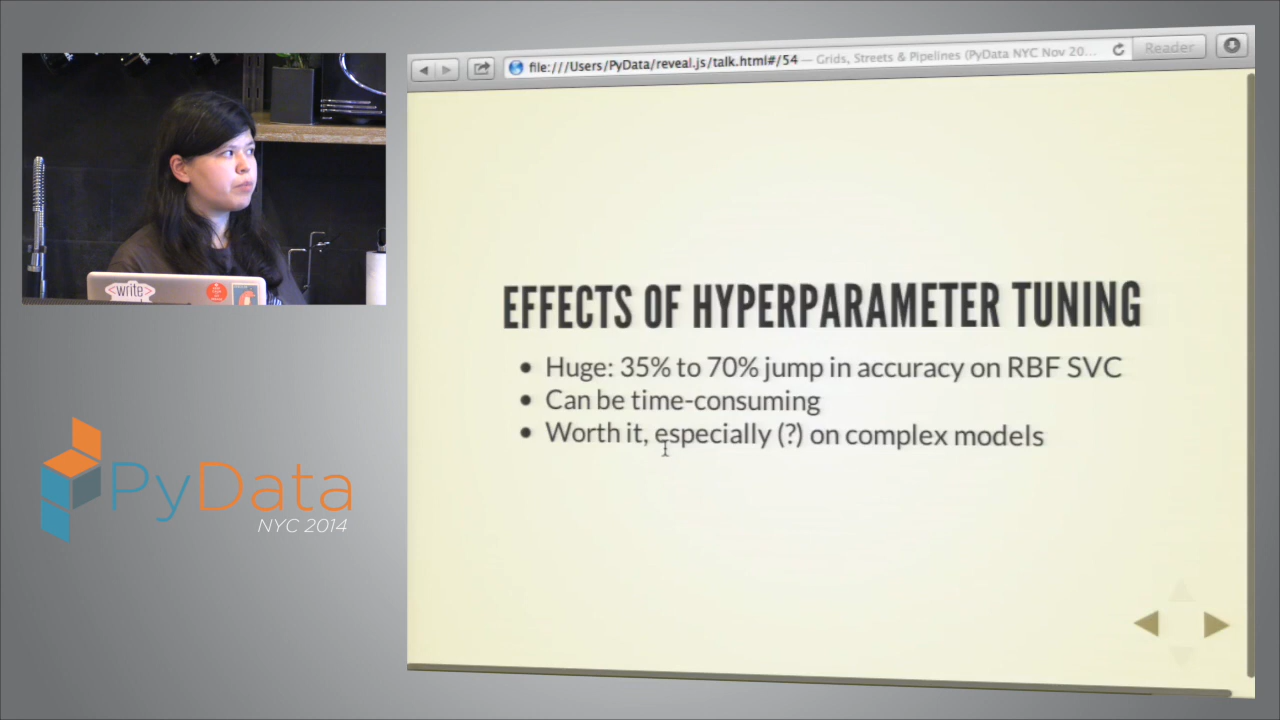 file:///Users/PyData/reveal.js/talk.html#/54 — Grids, Streets & Pipelines (PyData NYC Nov 20...
Reader
<write>
EFFECTS OF HYPERPARAMETER TUNING
• Huge: 35% to 70% jump in accuracy on RBF SVC
• Can be time-consuming
• Worth it, especially (?) on complex models
PyData
NYC 2014